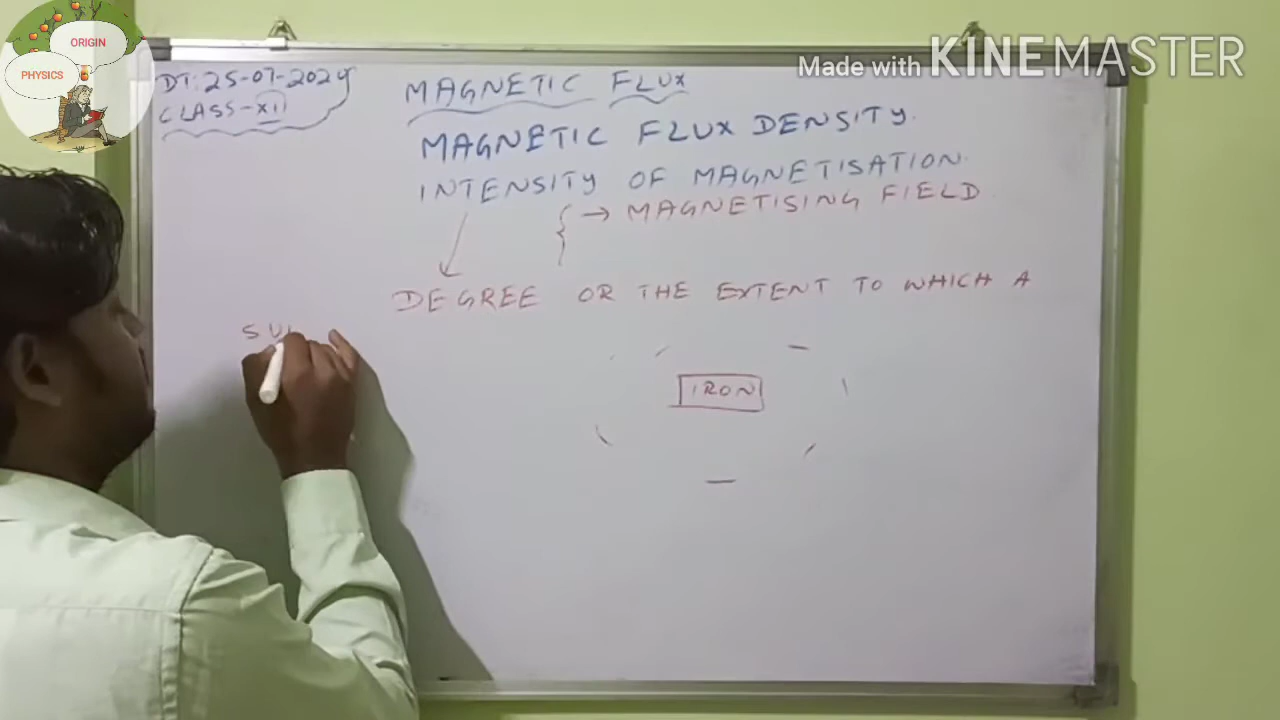 ORIGIN
PHYSICS
Made with KINEMASTER
DT:25-07-2024
CLASS-XII
MAGNETIC FLUX
MAGNETIC FLUX DENSITY.
INTENSITY OF MAGNETISATION.
→ MAGNETISING FIELD
DEGREE OR THE EXTENT TO WHICH A
IRON